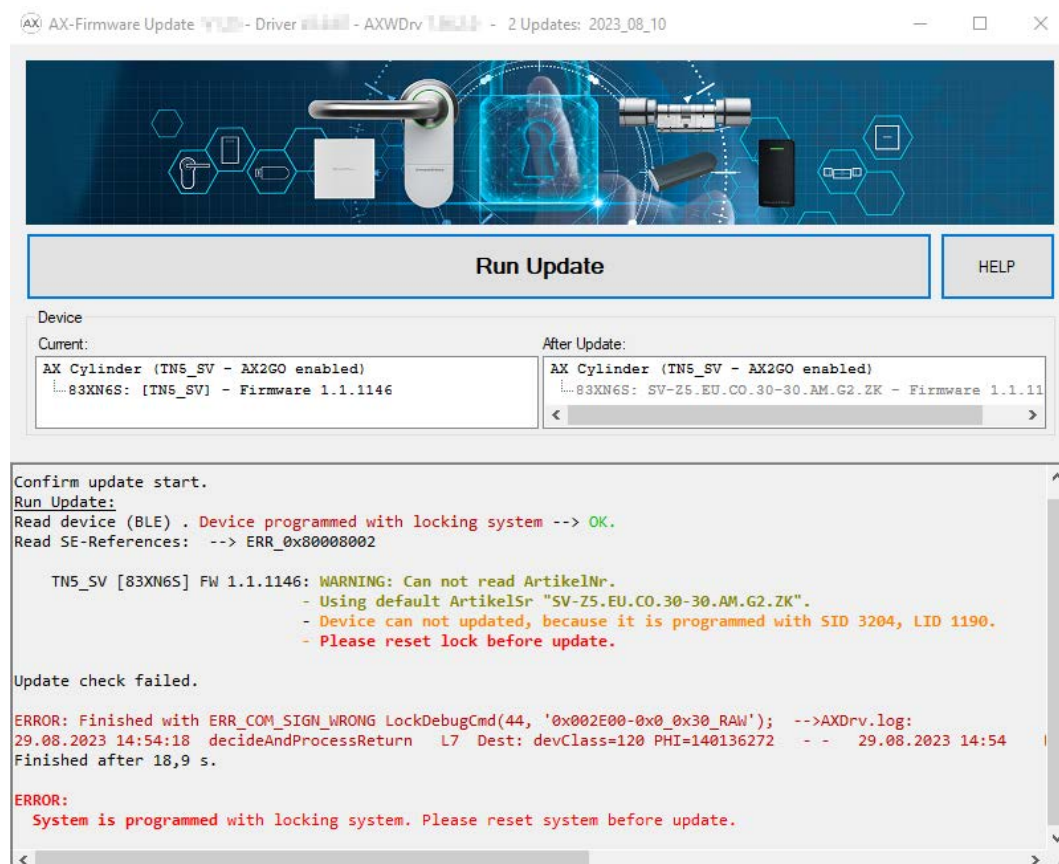 AX AX-Firmware Update - Driver - AXWDrv - 2 Updates: 2023_08_10
Run Update
HELP
Device
Current:
After Update:
AX Cylinder (TN5_SV - AX2GO enabled)
83XN6S: [TN5_SV] - Firmware 1.1.1146
AX Cylinder (TN5_SV - AX2GO enabled)
83XN6S: SV-Z5.EU.CO.30-30.AM.G2.ZK - Firmware 1.1.11
Confirm update start.
Run Update:
Read device (BLE) . Device programmed with locking system --> OK.
Read SE-References:  --> ERR_0x80008002
TN5_SV [83XN6S] FW 1.1.1146: WARNING: Can not read ArtikelNr.
- Using default ArtikelSr "SV-Z5.EU.CO.30-30.AM.G2.ZK".
- Device can not updated, because it is programmed with SID 3204, LID 1190.
- Please reset lock before update.
Update check failed.
ERROR: Finished with ERR_COM_SIGN_WRONG LockDebugCmd(44, '0x002E00-0x0_0x30_RAW');  -->AXDrv.log:
29.08.2023 14:54:18  decideAndProcessReturn   L7  Dest: devClass=120 PHI=140136272   - -   29.08.2023 14:54
Finished after 18,9 s.
ERROR:
System is programmed with locking system. Please reset system before update.